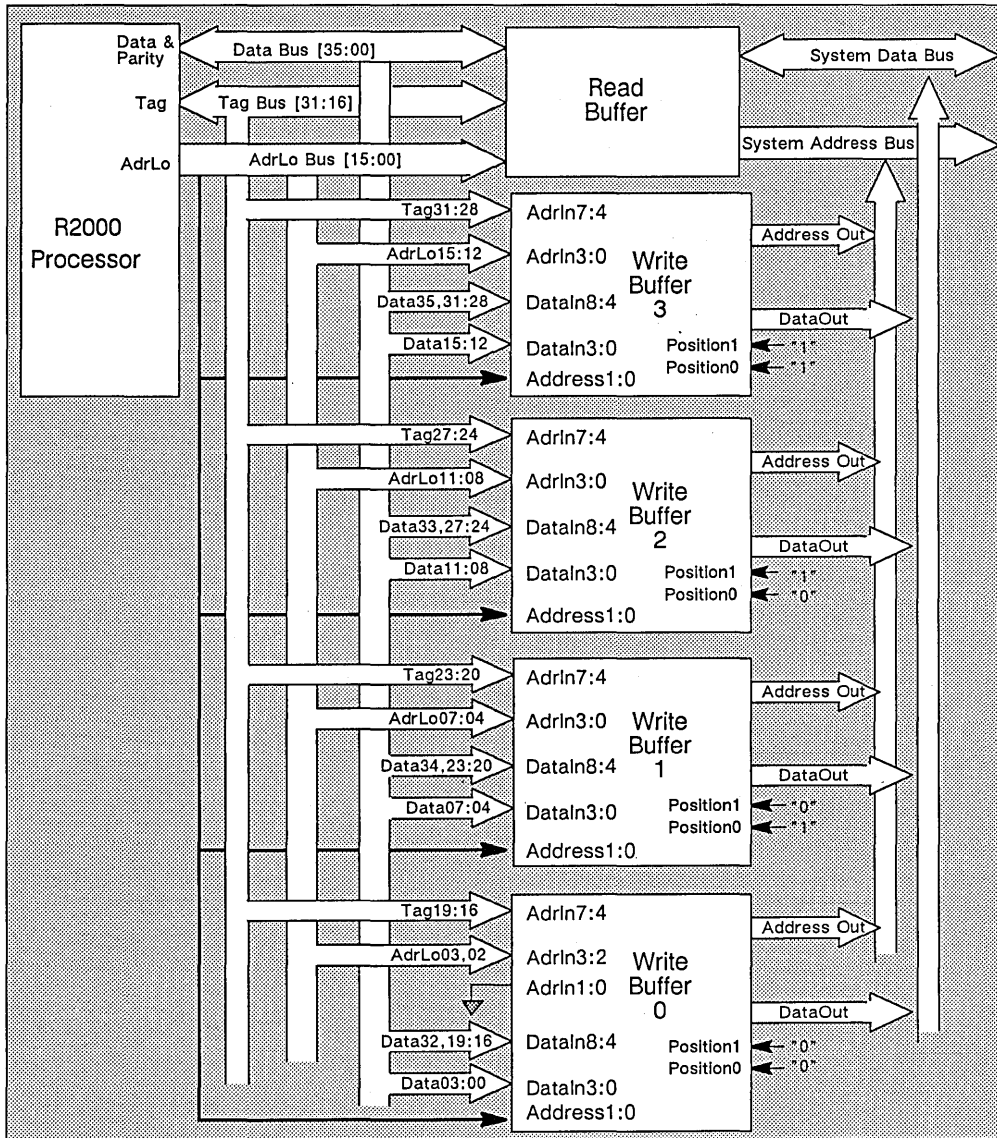 Data &
Parity
Data Bus [35:00]
System Data Bus
Tag
Tag Bus [31:16]
Read
Buffer
AdrLo
AdrLo Bus [15:00]
System Address Bus
R2000
Processor
Tag31:28
AdrIn7:4
Address Out
AdrLo15:12
AdrIn3:0
Write
Buffer
3
Data35,31:28
DataIn8:4
DataOut
Data15:12
DataIn3:0
Position1
"1"
Position0
"1"
Address1:0
Tag27:24
AdrIn7:4
Address Out
AdrLo11:08
AdrIn3:0
Write
Buffer
2
Data33,27:24
DataIn8:4
DataOut
Data11:08
DataIn3:0
Position1
"1"
Position0
"0"
Address1:0
Tag23:20
AdrIn7:4
Address Out
AdrLo07:04
AdrIn3:0
Write
Buffer
1
Data34,23:20
DataIn8:4
DataOut
Data07:04
DataIn3:0
Position1
"0"
Position0
"1"
Address1:0
Tag19:16
AdrIn7:4
Address Out
AdrLo03,02
AdrIn3:2
Write
Buffer
0
AdrIn1:0
DataOut
Data32,19:16
DataIn8:4
Position1
"0"
Position0
"0"
Data03:00
DataIn3:0
Address1:0